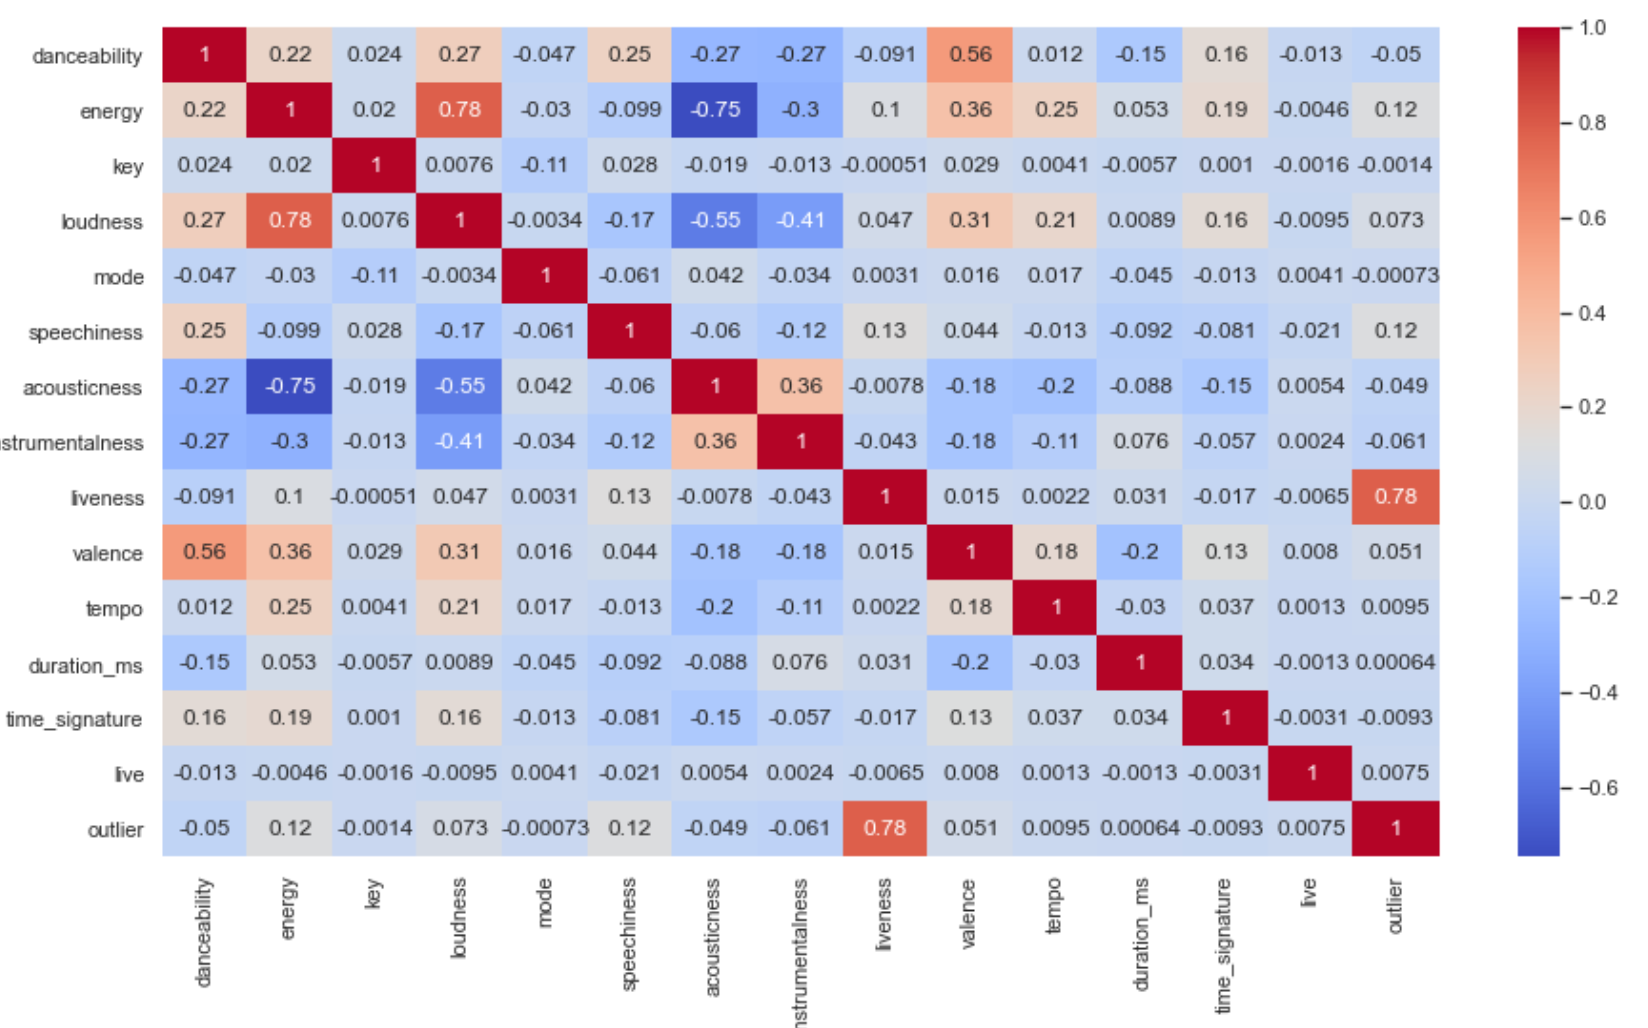 danceability 1 0.22 0.024 0.27 -0.047 0.25 -0.27 -0.27 -0.091 0.56 0.012 -0.15 0.16 -0.013 -0.05
energy 0.22 1 0.02 0.78 -0.03 -0.099 -0.75 -0.3 0.1 0.36 0.25 0.053 0.19 -0.0046 0.12
key 0.024 0.02 1 0.0076 -0.11 0.028 -0.019 -0.013 -0.00051 0.029 0.0041 -0.0057 0.001 -0.0016 -0.0014
loudness 0.27 0.78 0.0076 1 -0.0034 -0.17 -0.55 -0.41 0.047 0.31 0.21 0.0089 0.16 -0.0095 0.073
mode -0.047 -0.03 -0.11 -0.0034 1 -0.061 0.042 -0.034 0.0031 0.016 0.017 -0.045 -0.013 0.0041 -0.00073
speechiness 0.25 -0.099 0.028 -0.17 -0.061 1 -0.06 -0.12 0.13 0.044 -0.013 -0.092 -0.081 -0.021 0.12
acousticness -0.27 -0.75 -0.019 -0.55 0.042 -0.06 1 0.36 -0.0078 -0.18 -0.2 -0.088 -0.15 0.0054 -0.049
nstrumentalness -0.27 -0.3 -0.013 -0.41 -0.034 -0.12 0.36 1 -0.043 -0.18 -0.11 0.076 -0.057 0.0024 -0.061
liveness -0.091 0.1 -0.00051 0.047 0.0031 0.13 -0.0078 -0.043 1 0.015 0.0022 0.031 -0.017 -0.0065 0.78
valence 0.56 0.36 0.029 0.31 0.016 0.044 -0.18 -0.18 0.015 1 0.18 -0.2 0.13 0.008 0.051
tempo 0.012 0.25 0.0041 0.21 0.017 -0.013 -0.2 -0.11 0.0022 0.18 1 -0.03 0.037 0.0013 0.0095
duration_ms -0.15 0.053 -0.0057 0.0089 -0.045 -0.092 -0.088 0.076 0.031 -0.2 -0.03 1 0.034 -0.0013 0.00064
time_signature 0.16 0.19 0.001 0.16 -0.013 -0.081 -0.15 -0.057 -0.017 0.13 0.037 0.034 1 -0.0031 -0.0093
live -0.013 -0.0046 -0.0016 -0.0095 0.0041 -0.021 0.0054 0.0024 -0.0065 0.008 0.0013 -0.0013 -0.0031 1 0.0075
outlier -0.05 0.12 -0.0014 0.073 -0.00073 0.12 -0.049 -0.061 0.78 0.051 0.0095 0.00064 -0.0093 0.0075 1
danceability energy key loudness mode speechiness acousticness nstrumentalness liveness valence tempo duration_ms time_signature live outlier
1.0
0.8
0.6
0.4
0.2
0.0
−0.2
−0.4
−0.6